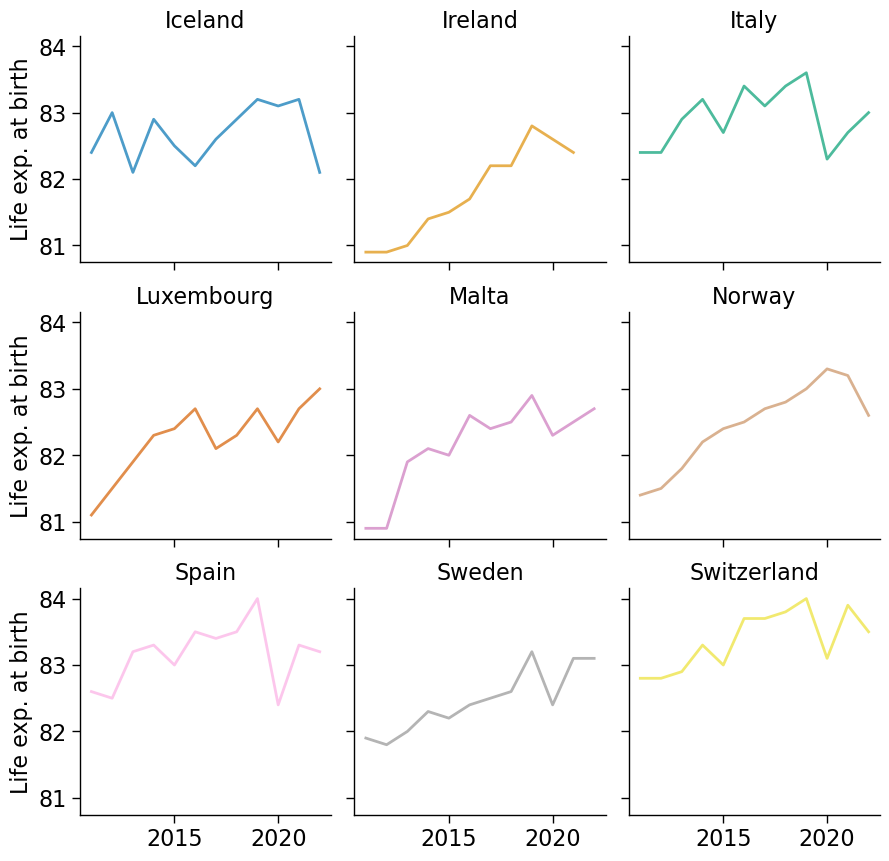 Iceland
Ireland
Italy
Life exp. at birth
84
83
82
81
Luxembourg
Malta
Norway
Life exp. at birth
84
83
82
81
Spain
Sweden
Switzerland
Life exp. at birth
84
83
82
81
2015 2020
2015 2020
2015 2020